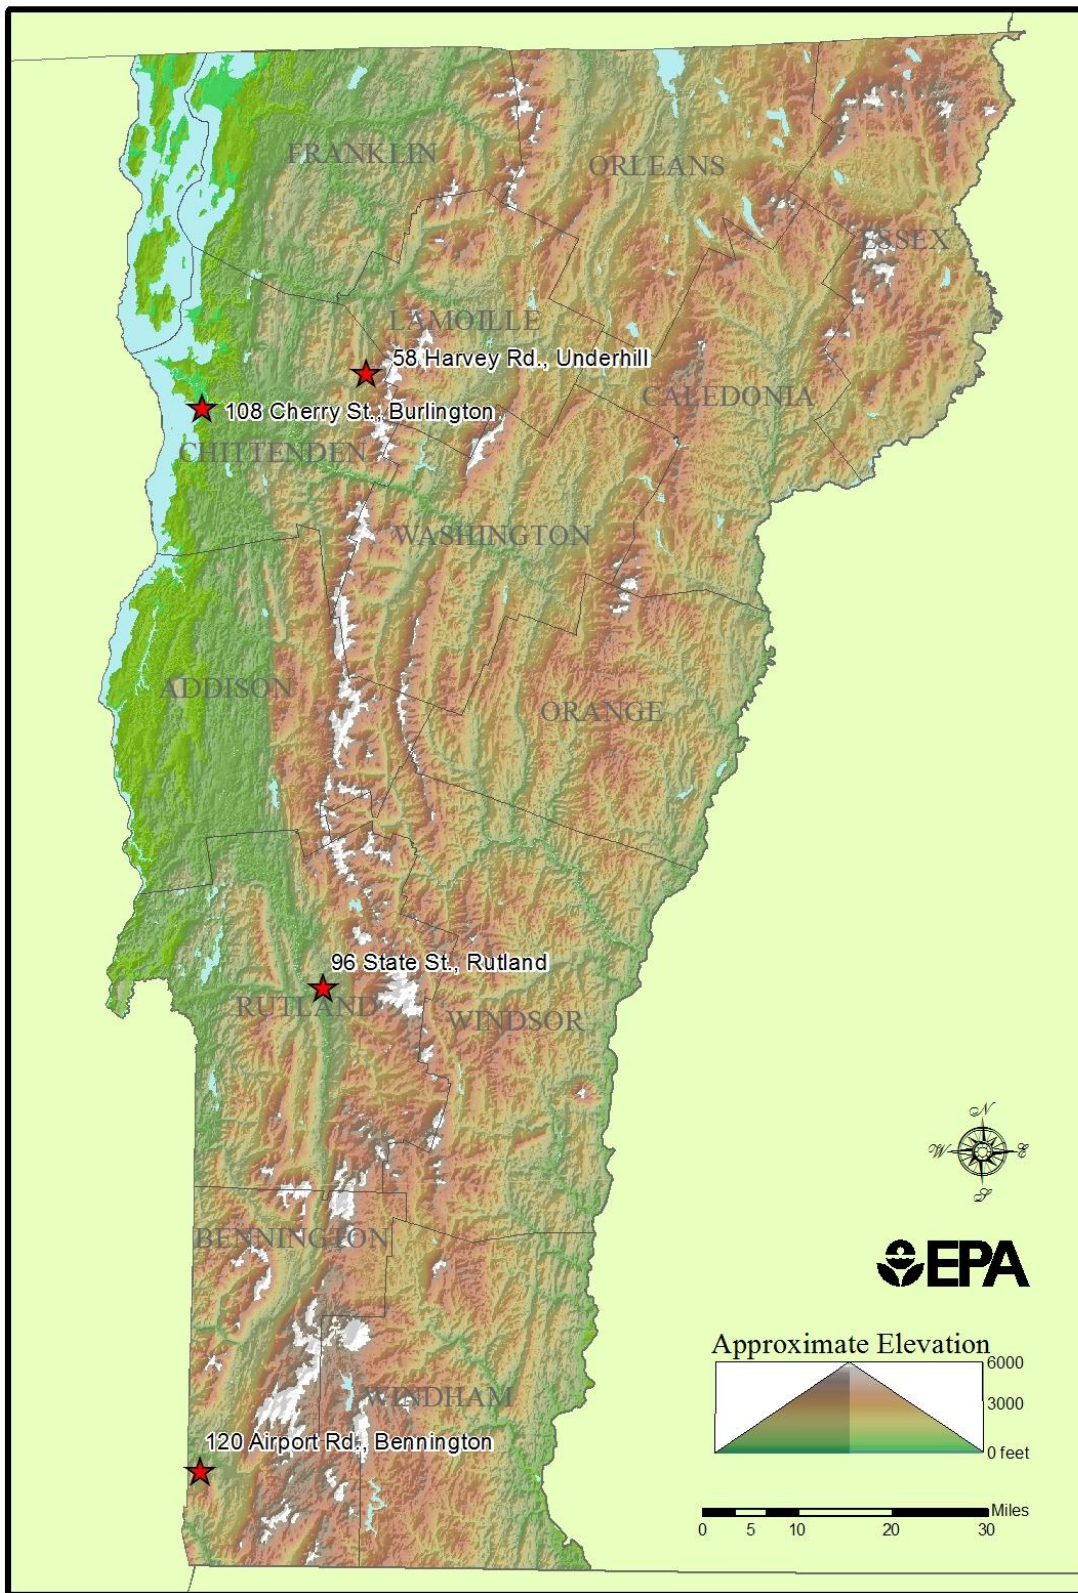 FRANKLIN
ORLEANS
ESSEX
LAMOILLE
58 Harvey Rd., Underhill
CALEDONIA
108 Cherry St., Burlington
CHITTENDEN
WASHINGTON
ADDISON
ORANGE
96 State St., Rutland
RUTLAND
WINDSOR
N
W
E
S
BENNINGTON
EPA
Approximate Elevation
6000
3000
0 feet
WINDHAM
120 Airport Rd., Bennington
Miles
0 5 10 20 30